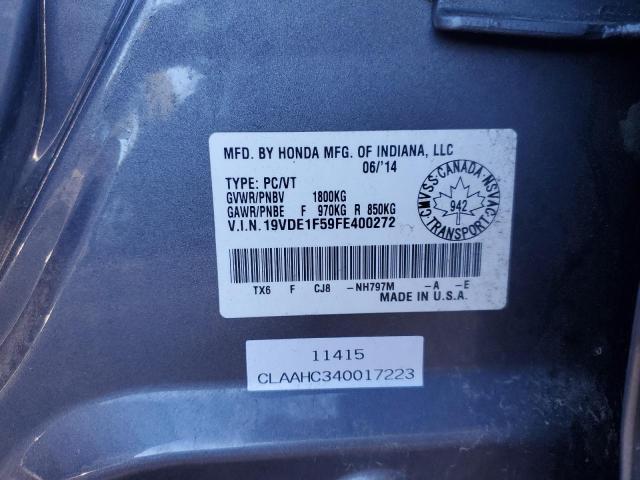 MFD. BY HONDA MFG. OF INDIANA, LLC
06/'14
TYPE: PC/VT
GVWR/PNBV 1800KG
GAWR/PNBE F 970KG R 850KG
V.I.N. 19VDE1F59FE400272
CMVSS·CANADA·NSVAC
942
TRANSPORT
TX6 F CJ8 -NH797M -A -E
MADE IN U.S.A.
11415
CLAAHC340017223